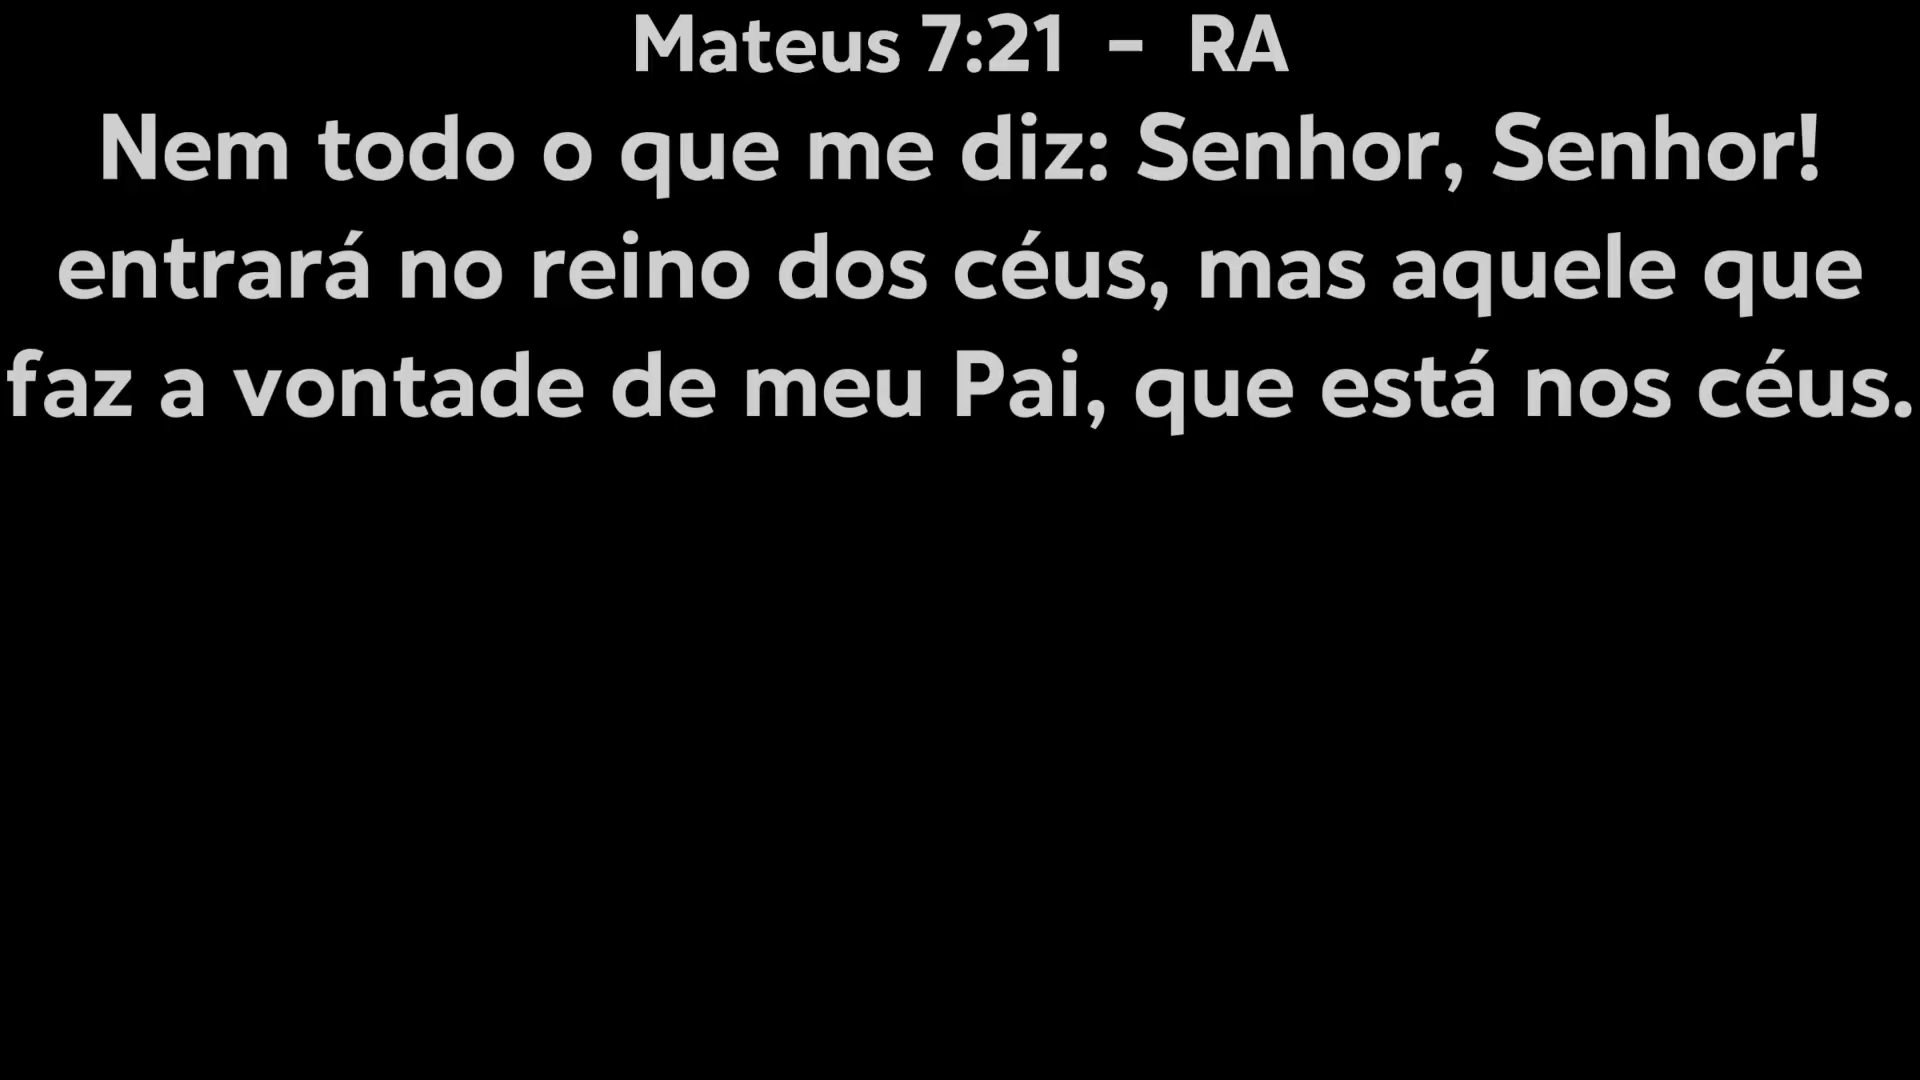 Mateus 7:21 - RA
Nem todo o que me diz: Senhor, Senhor!
entrará no reino dos céus, mas aquele que
faz a vontade de meu Pai, que está nos céus.